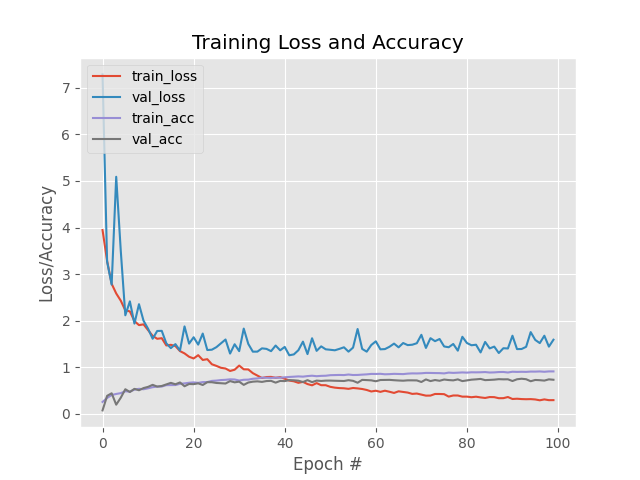 Training Loss and Accuracy
train_loss
val_loss
train_acc
val_acc
Loss/Accuracy
7
6
5
4
3
2
1
0
0 20 40 60 80 100
Epoch #